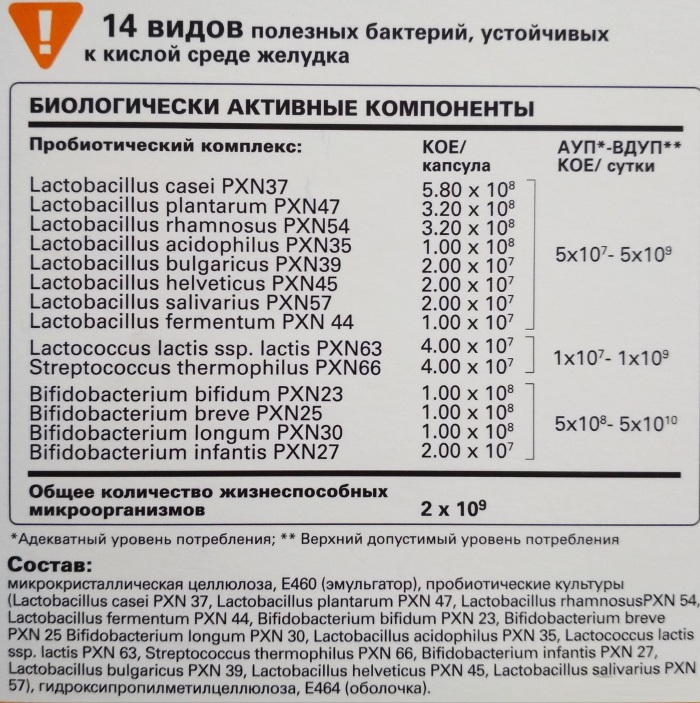 !
14 видов полезных бактерий, устойчивых
к кислой среде желудка
БИОЛОГИЧЕСКИ АКТИВНЫЕ КОМПОНЕНТЫ
Пробиотический комплекс: КОЕ/ капсула АУП*-ВДУП** КОЕ/ сутки
Lactobacillus casei PXN37 5.80 x 10⁸
Lactobacillus plantarum PXN47 3.20 x 10⁸
Lactobacillus rhamnosus PXN54 3.20 x 10⁸
Lactobacillus acidophilus PXN35 1.00 x 10⁸
Lactobacillus bulgaricus PXN39 2.00 x 10⁷ 5x10⁷- 5x10⁹
Lactobacillus helveticus PXN45 2.00 x 10⁷
Lactobacillus salivarius PXN57 2.00 x 10⁷
Lactobacillus fermentum PXN 44 1.00 x 10⁷
Lactococcus lactis ssp. lactis PXN63 4.00 x 10⁷ 1x10⁷- 1x10⁹
Streptococcus thermophilus PXN66 4.00 x 10⁷
Bifidobacterium bifidum PXN23 1.00 x 10⁸
Bifidobacterium breve PXN25 1.00 x 10⁸ 5x10⁸- 5x10¹⁰
Bifidobacterium longum PXN30 1.00 x 10⁸
Bifidobacterium infantis PXN27 2.00 x 10⁷
Общее количество жизнеспособных
микроорганизмов 2 x 10⁹
*Адекватный уровень потребления; ** Верхний допустимый уровень потребления
Состав:
микрокристаллическая целлюлоза, Е460 (эмульгатор), пробиотические культуры
(Lactobacillus casei PXN 37, Lactobacillus plantarum PXN 47, Lactobacillus rhamnosusPXN 54,
Lactobacillus fermentum PXN 44, Bifidobacterium bifidum PXN 23, Bifidobacterium breve
PXN 25 Bifidobacterium longum PXN 30, Lactobacillus acidophilus PXN 35, Lactococcus lactis
ssp. lactis PXN 63, Streptococcus thermophilus PXN 66, Bifidobacterium infantis PXN 27,
Lactobacillus bulgaricus PXN 39, Lactobacillus helveticus PXN 45, Lactobacillus salivarius PXN
57), гидроксипропилметилцеллюлоза, Е464 (оболочка).